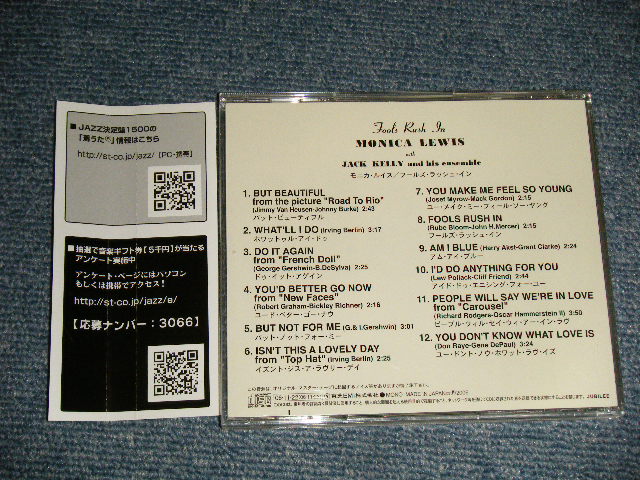 ■ JAZZ決定盤1500の
情報はこちら
http://st-co.jp/jazz/ [PC・携帯]
■ 抽選で音楽ギフト券【5千円】が当たる
アンケート実施中
アンケート・ページにはパソコン
もしくは携帯でアクセス!
http://st-co.jp/jazz/e/
【応募ナンバー:3066】
Fools Rush In
MONICA LEWIS
with
JACK KELLY and his ensemble
モニカ・ルイス/フールズ・ラッシュ・イン
1. BUT BEAUTIFUL
from the picture "Road To Rio"
(Jimmy Van Heusen-Johnny Burke) 2:43
バット・ビューティフル
2. WHAT'LL I DO (Irving Berlin) 3:17
ホワットゥル・アイ・ドゥ
3. DO IT AGAIN
from "French Doll"
(George Gershwin-B.DeSylva) 2:25
ドゥ・イット・アゲイン
4. YOU'D BETTER GO NOW
from "New Faces"
(Robert Graham-Bickley Richner) 2:16
ユード・ベター・ゴー・ナウ
5. BUT NOT FOR ME (G.& I.Gershwin) 3:01
バット・ノット・フォー・ミー
6. ISN'T THIS A LOVELY DAY
from "Top Hat" (Irving Berlin) 2:25
イズント・ジス・ア・ラヴリー・デイ
7. YOU MAKE ME FEEL SO YOUNG
(Josef Myrow-Mack Gordon) 2:15
ユー・メイク・ミー・フィール・ソー・ヤング
8. FOOLS RUSH IN
(Rube Bloom-John H.Mercer) 2:15
フールズ・ラッシュ・イン
9. AM I BLUE (Harry Akst-Grant Clatke) 2:24
アム・アイ・ブルー
10. I'D DO ANYTHING FOR YOU
(Lew Pollack-Cliff Friend) 2:44
アイド・ドゥ・エニシング・フォー・ユー
11. PEOPLE WILL SAY WE'RE IN LOVE
from "Carousel"
(Richard Rodgers-Oscar Hammerstein II) 3:50
ピープル・ウィル・セイ・ウィ・アー・イン・ラヴ
12. YOU DON'T KNOW WHAT LOVE IS
(Don Raye-Gene DePaul) 3:24
ユー・ドント・ノウ・ホワット・ラヴ・イズ
MONO MADE IN JAPAN
JUBILEE